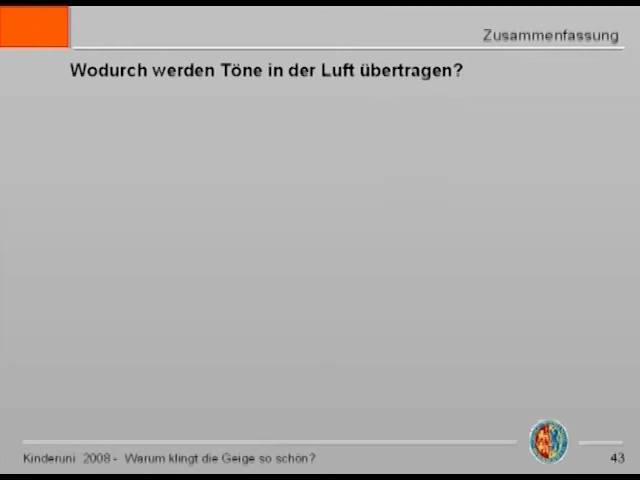 Zusammenfassung
Wodurch werden Töne in der Luft übertragen?
Kinderuni 2008 - Warum klingt die Geige so schön?
43